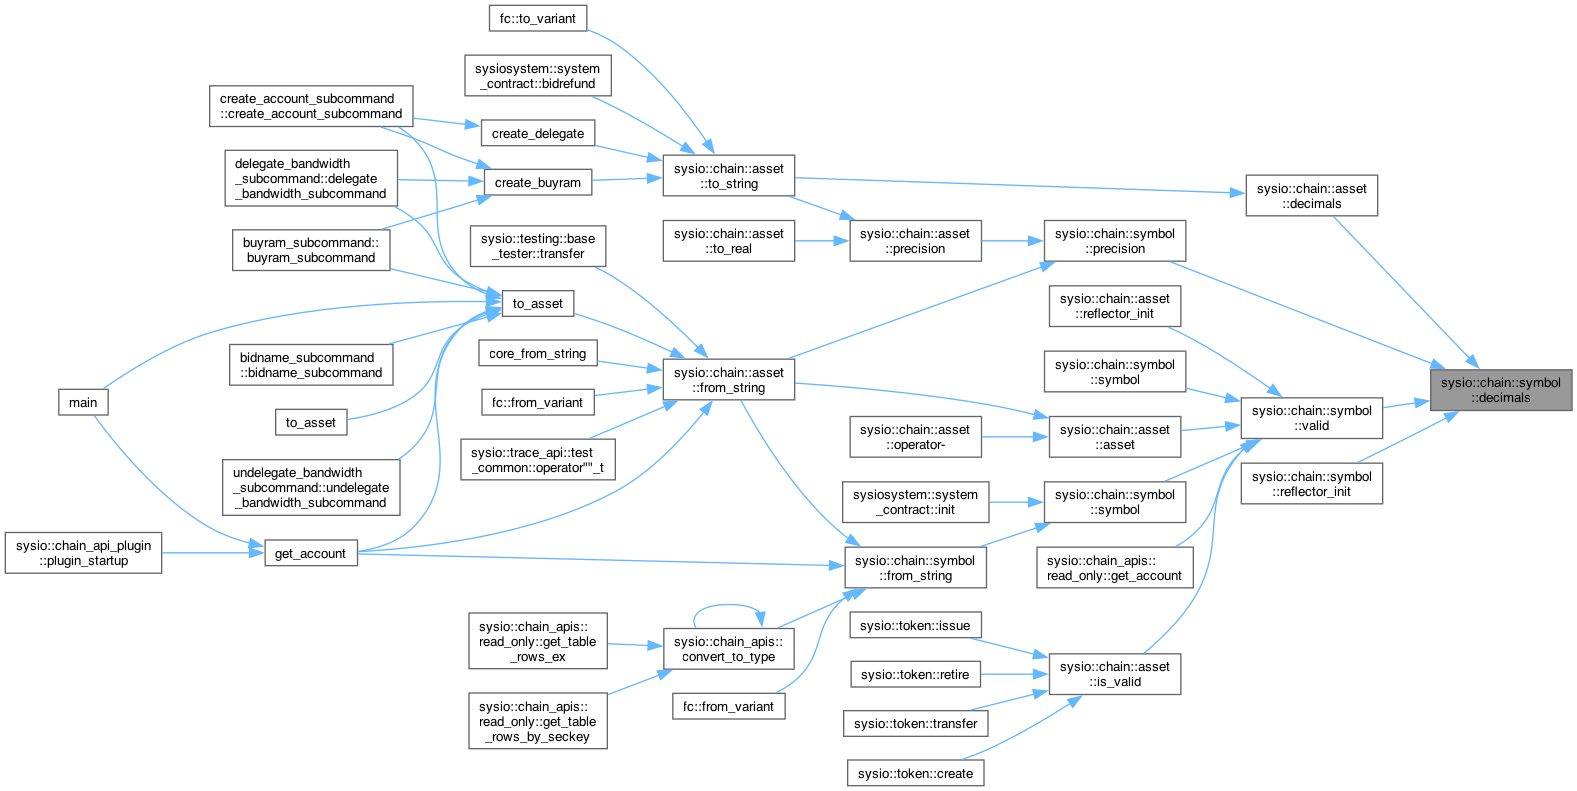 fc::to_variant
sysiosystem::system
_contract::bidrefund
create_account_subcommand
::create_account_subcommand
create_delegate
delegate_bandwidth
_subcommand::delegate
_bandwidth_subcommand
create_buyram
sysio::chain::asset
::to_string
sysio::chain::asset
::decimals
buyram_subcommand::
buyram_subcommand
sysio::testing::base
_tester::transfer
sysio::chain::asset
::to_real
sysio::chain::asset
::precision
sysio::chain::symbol
::precision
to_asset
sysio::chain::asset
::reflector_init
bidname_subcommand
::bidname_subcommand
core_from_string
sysio::chain::asset
::from_string
sysio::chain::symbol
::symbol
sysio::chain::symbol
::decimals
main
fc::from_variant
sysio::chain::symbol
::valid
to_asset
sysio::chain::asset
::operator-
sysio::chain::asset
::asset
sysio::trace_api::test
_common::operator""_t
undelegate_bandwidth
_subcommand::undelegate
_bandwidth_subcommand
sysiosystem::system
_contract::init
sysio::chain::symbol
::symbol
sysio::chain::symbol
::reflector_init
sysio::chain_api_plugin
::plugin_startup
get_account
sysio::chain::symbol
::from_string
sysio::chain_apis::
read_only::get_account
sysio::chain_apis::
read_only::get_table
_rows_ex
sysio::chain_apis::
convert_to_type
sysio::token::issue
sysio::token::retire
sysio::chain::asset
::is_valid
sysio::chain_apis::
read_only::get_table
_rows_by_seckey
fc::from_variant
sysio::token::transfer
sysio::token::create